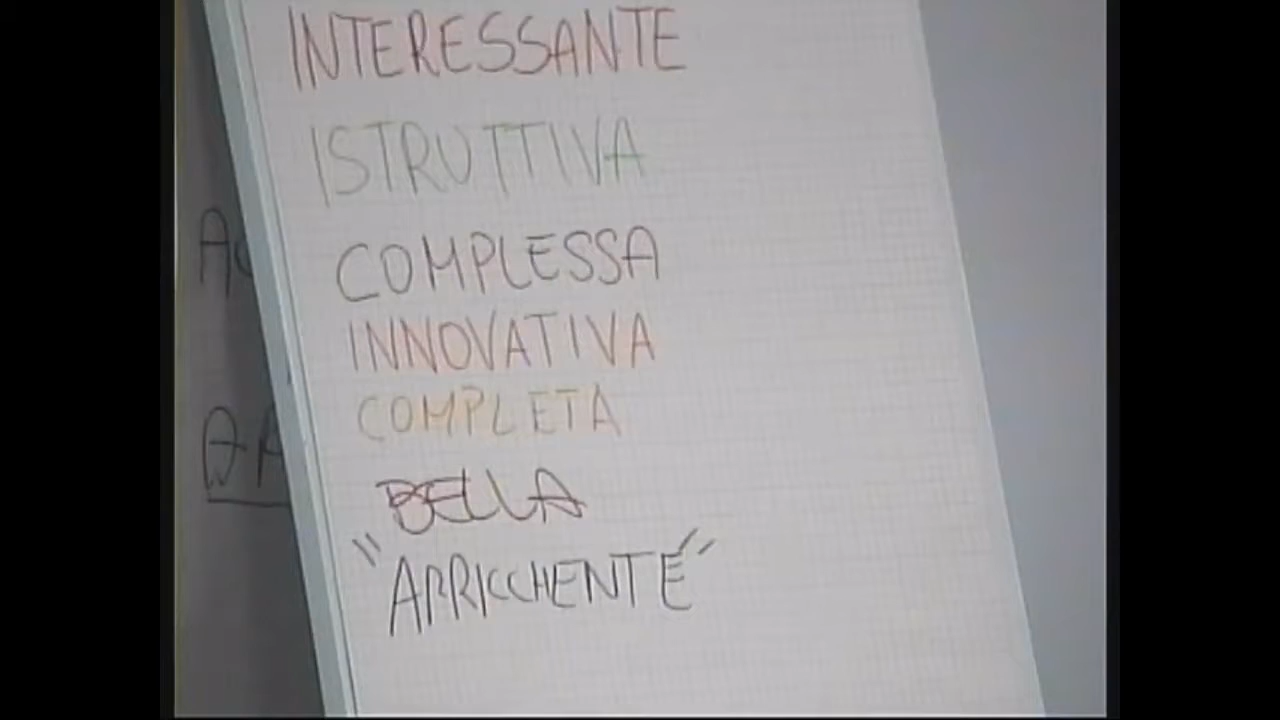 INTERESSANTE
ISTRUTTIVA
COMPLESSA
INNOVATIVA
COMPLETA
BELLA
"ARRICCHENTE"